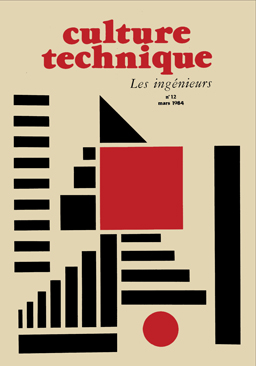 culture
technique
Les ingénieurs
n° 12
mars 1984